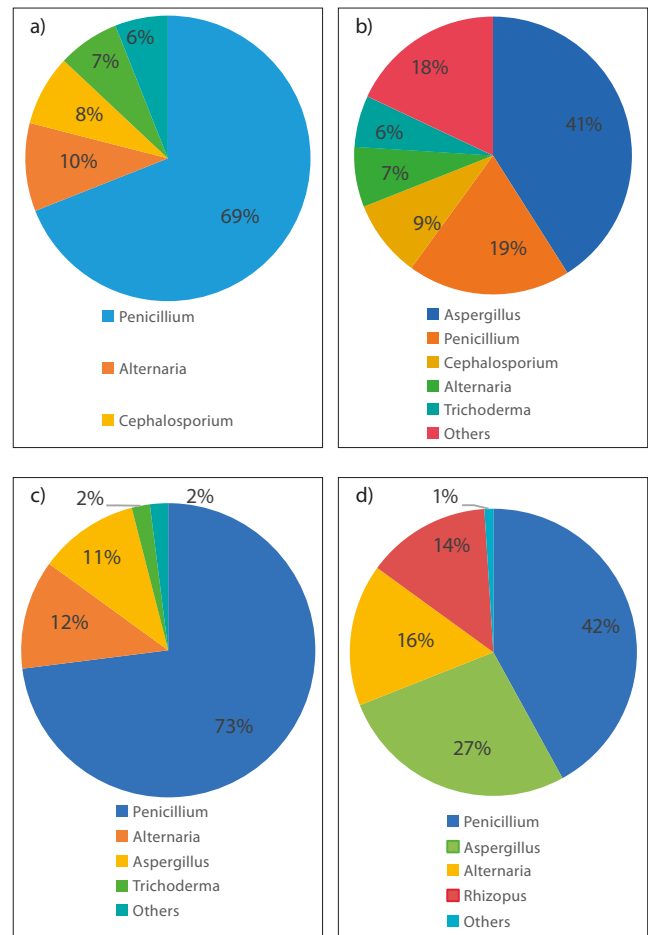 a)
6%
7%
8%
10%
69%
Penicillium
Alternaria
Cephalosporium
b)
18%
41%
6%
7%
9%
19%
Aspergillus
Penicillium
Cephalosporium
Alternaria
Trichoderma
Others
c)
2%
2%
11%
12%
73%
Penicillium
Alternaria
Aspergillus
Trichoderma
Others
d)
1%
14%
42%
16%
27%
Penicillium
Aspergillus
Alternaria
Rhizopus
Others